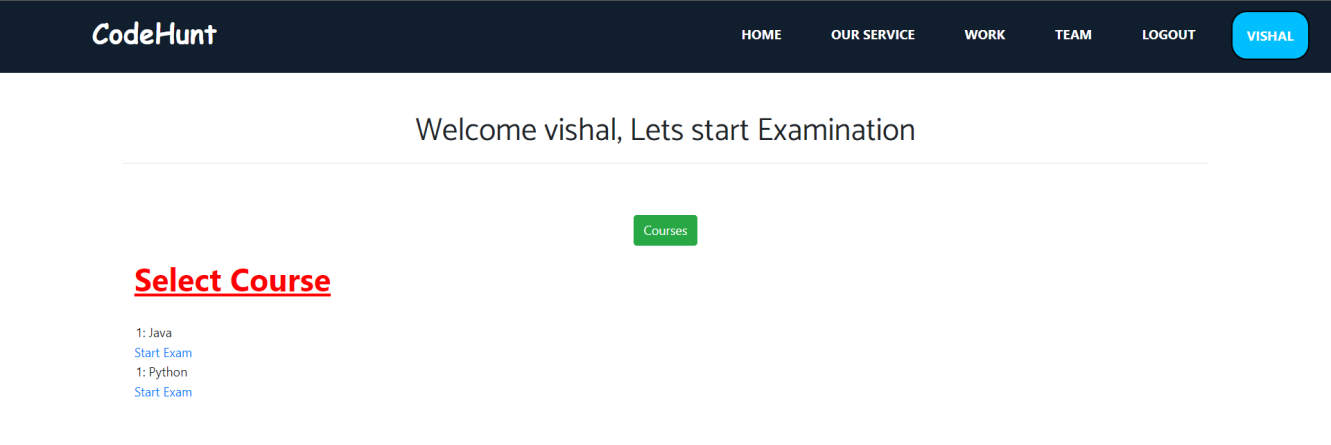 CodeHunt HOME OUR SERVICE WORK TEAM LOGOUT VISHAL
Welcome vishal, Lets start Examination
Courses
Select Course
1: Java
Start Exam
1: Python
Start Exam